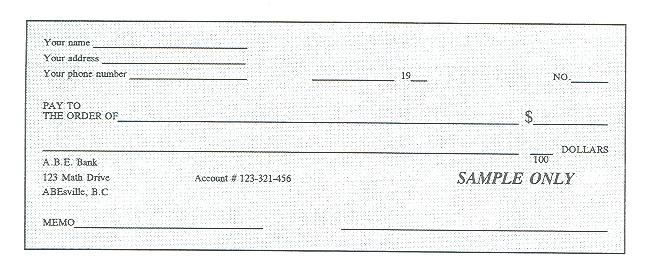 Your name
Your address
Your phone number 19 NO.
PAY TO
THE ORDER OF $
DOLLARS
100
A.B.E. Bank
123 Math Drive Account # 123-321-456 SAMPLE ONLY
ABEsville, B.C
MEMO